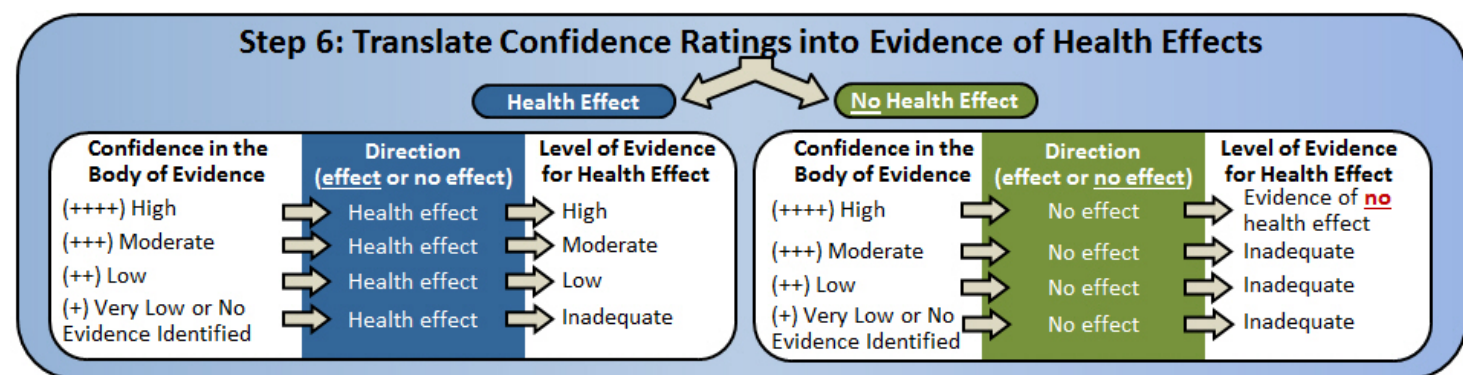 Step 6: Translate Confidence Ratings into Evidence of Health Effects
Health Effect
No Health Effect
Confidence in the
Body of Evidence
Direction
(effect or no effect)
Level of Evidence
for Health Effect
(++++) High
Health effect
High
(+++) Moderate
Health effect
Moderate
(++) Low
Health effect
Low
(+) Very Low or No
Evidence Identified
Health effect
Inadequate
Confidence in the
Body of Evidence
Direction
(effect or no effect)
Level of Evidence
for Health Effect
(++++) High
No effect
Evidence of no
health effect
(+++) Moderate
No effect
Inadequate
(++) Low
No effect
Inadequate
(+) Very Low or No
Evidence Identified
No effect
Inadequate